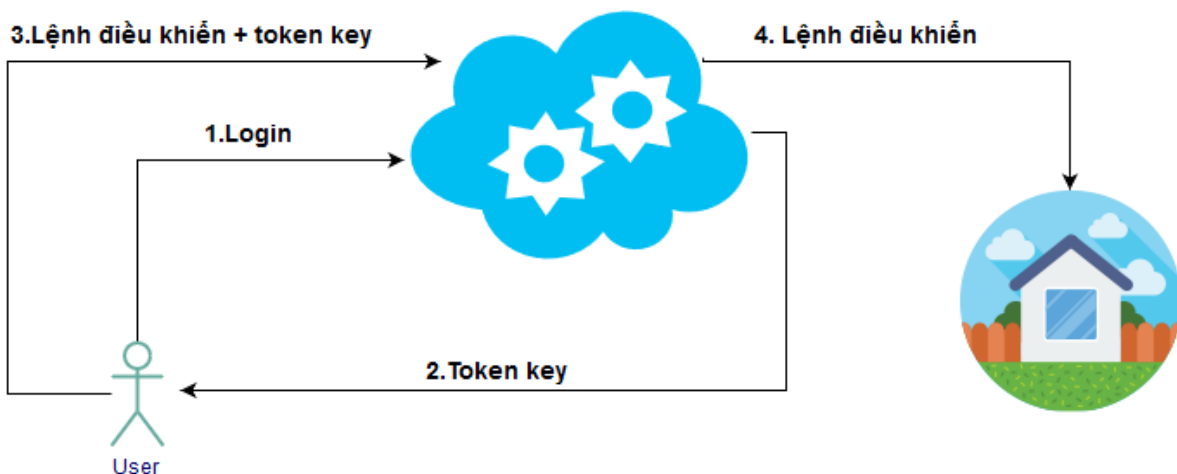 3.Lệnh điều khiển + token key
4. Lệnh điều khiển
1.Login
2.Token key
User